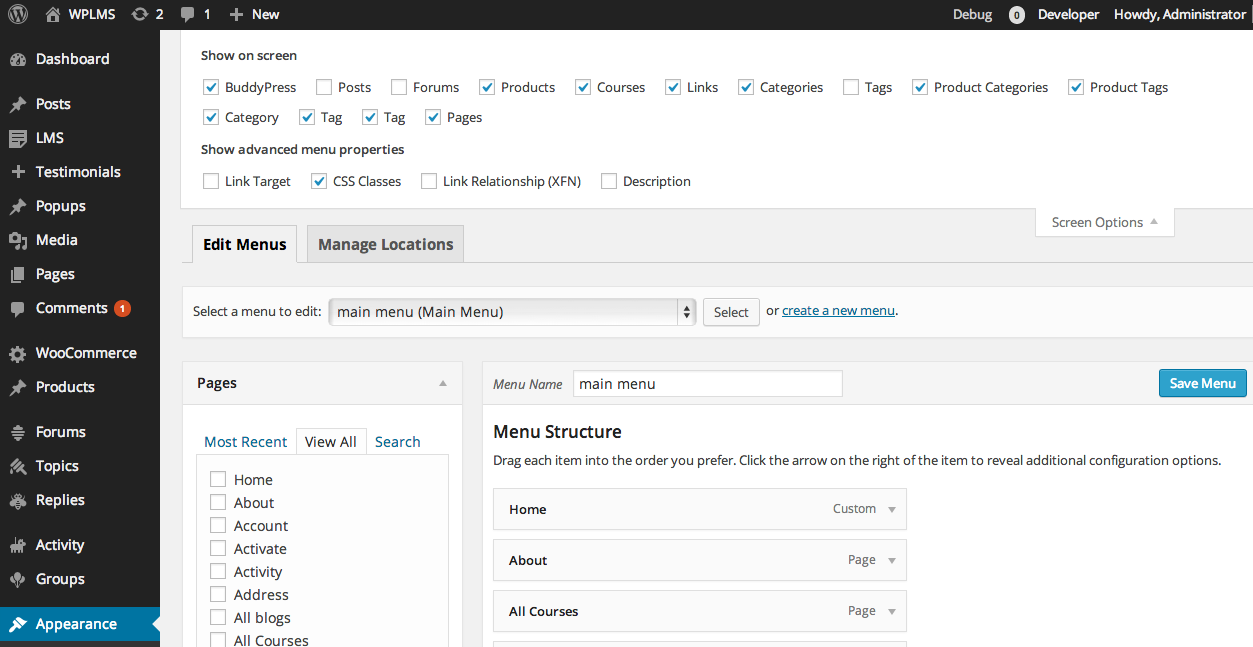 WPLMS 2 1 New Debug 0 Developer Howdy, Administrator
Dashboard
Posts
LMS
Testimonials
Popups
Media
Pages
Comments 1
WooCommerce
Products
Forums
Topics
Replies
Activity
Groups
Appearance
Show on screen
BuddyPress Posts Forums Products Courses Links Categories Tags Product Categories Product Tags
Category Tag Tag Pages
Show advanced menu properties
Link Target CSS Classes Link Relationship (XFN) Description
Screen Options
Edit Menus Manage Locations
Select a menu to edit: main menu (Main Menu) Select or create a new menu.
Pages
Most Recent View All Search
Home
About
Account
Activate
Activity
Address
All blogs
All Courses
Menu Name main menu Save Menu
Menu Structure
Drag each item into the order you prefer. Click the arrow on the right of the item to reveal additional configuration options.
Home Custom
About Page
All Courses Page